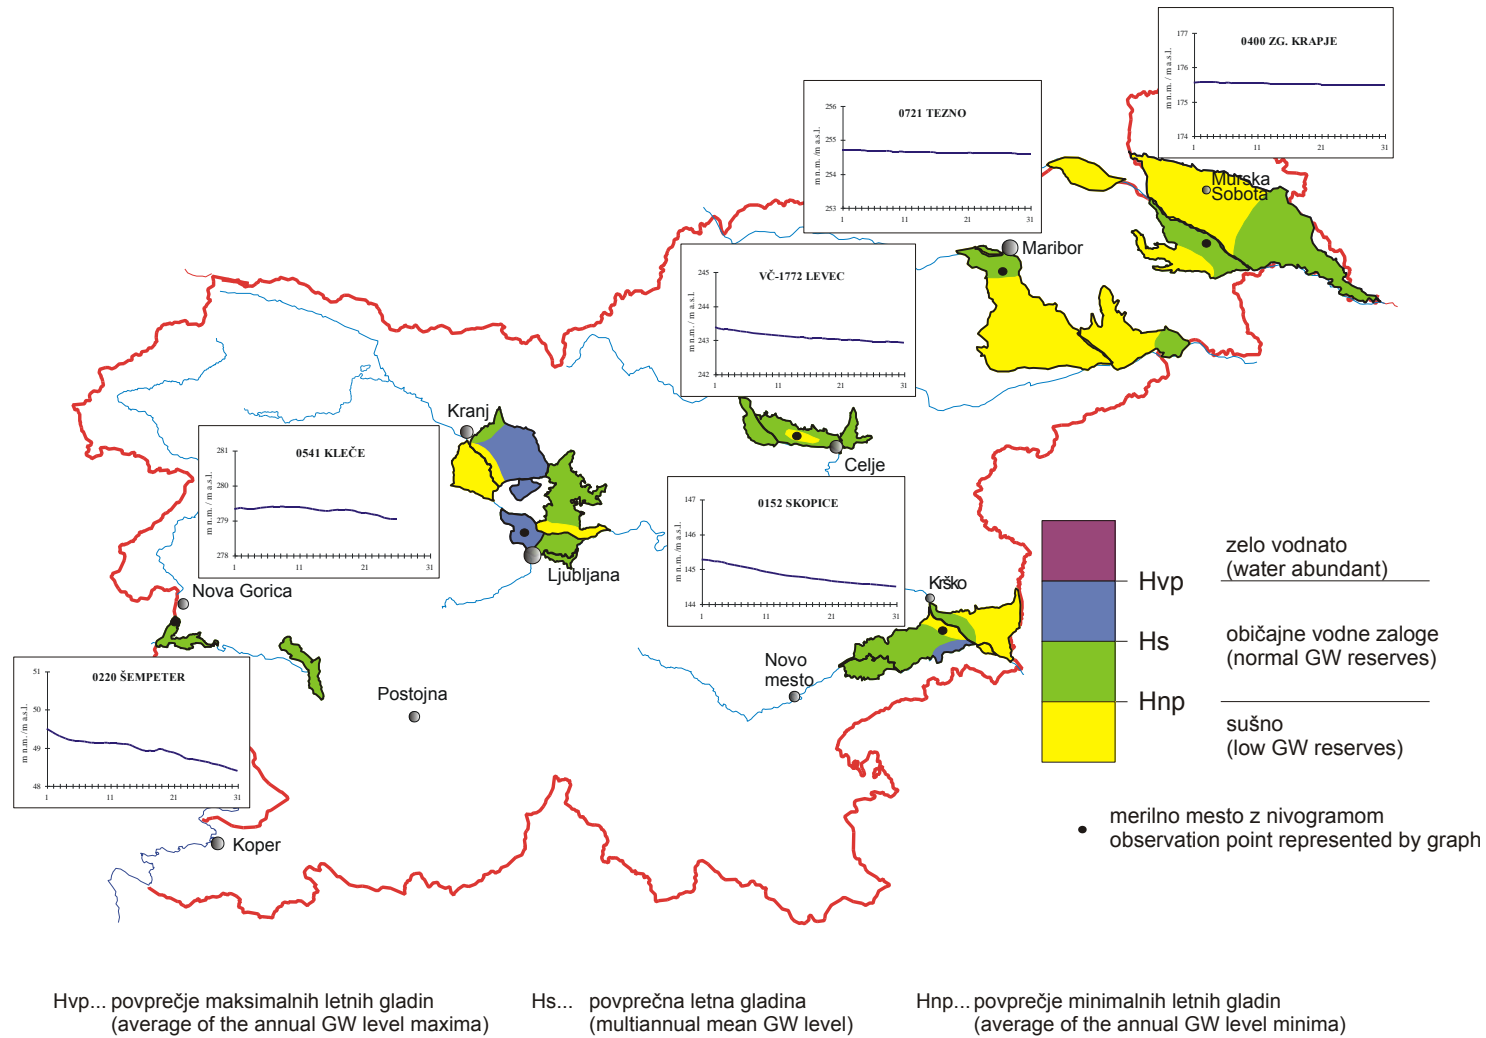 0400 ZG. KRAPJE
m n.m. / m a.s.l.
177
176
175
174
1
11
21
31
0721 TEZNO
m n.m. /m a.s.l.
256
255
254
253
1
11
21
31
Murska
Sobota
Maribor
VČ-1772 LEVEC
m n.m. / m a.s.l.
245
244
243
242
1
11
21
31
Kranj
0541 KLEČE
m n.m. / m a.s.l.
281
280
279
278
1
11
21
31
Celje
0152 SKOPICE
m n.m. /m a.s.l.
147
146
145
144
1
11
21
31
Ljubljana
Nova Gorica
Krško
Novo
mesto
Postojna
0220 ŠEMPETER
m n.m. /m a.s.l.
51
50
49
48
1
11
21
31
Koper
zelo vodnato
(water abundant)
Hvp
Hs
običajne vodne zaloge
(normal GW reserves)
Hnp
sušno
(low GW reserves)
merilno mesto z nivogramom
observation point represented by graph
Hvp... povprečje maksimalnih letnih gladin
(average of the annual GW level maxima)
Hs... povprečna letna gladina
(multiannual mean GW level)
Hnp... povprečje minimalnih letnih gladin
(average of the annual GW level minima)